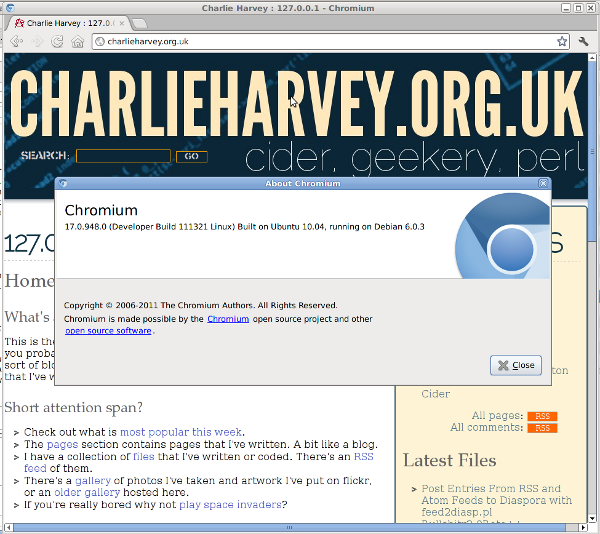 Charlie Harvey : 127.0.0.1 - Chromium
Charlie Harvey : 127.0.
charlieharvey.org.uk
CHARLIEHARVEY.ORG.UK
SEARCH: GO
cider, geekery, perl
About Chromium
Chromium
17.0.948.0 (Developer Build 111321 Linux) Built on Ubuntu 10.04, running on Debian 6.0.3
Copyright © 2006-2011 The Chromium Authors. All Rights Reserved.
Chromium is made possible by the Chromium open source project and other
open source software.
Close
127.0
S
Home
What's
This is the
you proba
sort of blo
that I've w
Short attention span?
> Check out what is most popular this week.
> The pages section contains pages that I've written. A bit like a blog.
> I have a collection of files that I've written or coded. There's an RSS
feed of them.
> There's a gallery of photos I've taken and artwork I've put on flickr,
or an older gallery hosted here.
> If you're really bored why not play space invaders?
ton
Cider
All pages: RSS
All comments: RSS
Latest Files
> Post Entries From RSS and
Atom Feeds to Diaspora with
feed2diasp.pl